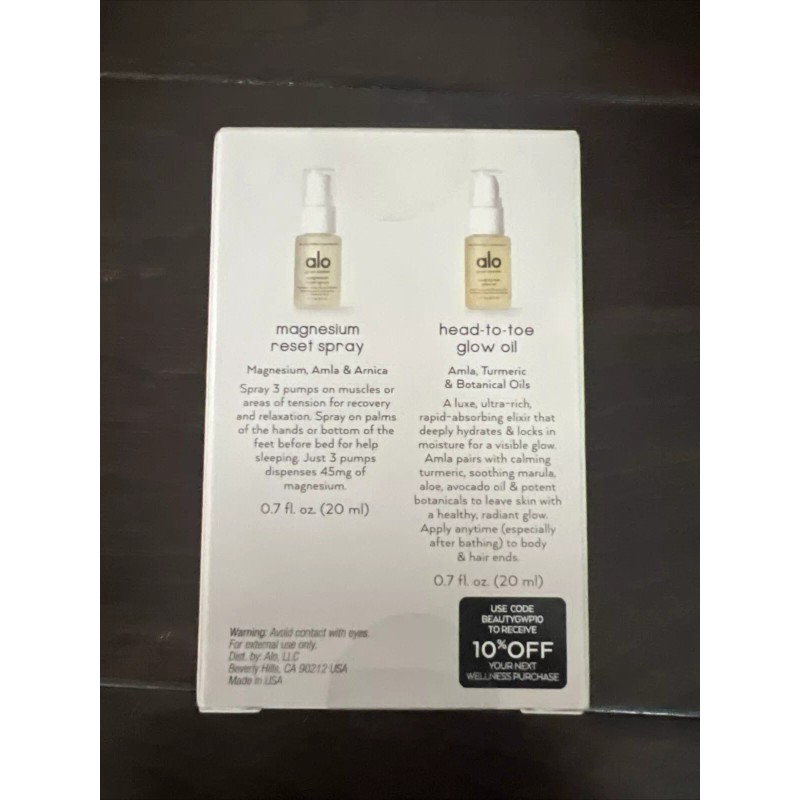 alo
magnesium
reset spray
Magnesium, Amla & Arnica
Spray 3 pumps on muscles or
areas of tension for recovery
and relaxation. Spray on palms
of the hands or bottom of the
feet before bed for help
sleeping. Just 3 pumps
dispenses 45mg of
magnesium.
0.7 fl. oz. (20 ml)
alo
head-to-toe
glow oil
Amla, Turmeric
& Botanical Oils
A luxe, ultra-rich,
rapid-absorbing elixir that
deeply hydrates & locks in
moisture for a visible glow.
Amla pairs with calming
turmeric, soothing marula,
aloe, avocado oil & potent
botanicals to leave skin with
a healthy, radiant glow.
Apply anytime (especially
after bathing) to body
& hair ends.
0.7 fl. oz. (20 ml)
Warning: Avoid contact with eyes.
For external use only.
Dist. by: Alo, LLC
Beverly Hills, CA 90212 USA
Made in USA
USE CODE
BEAUTYGWP10
TO RECEIVE
10% OFF
YOUR NEXT
WELLNESS PURCHASE